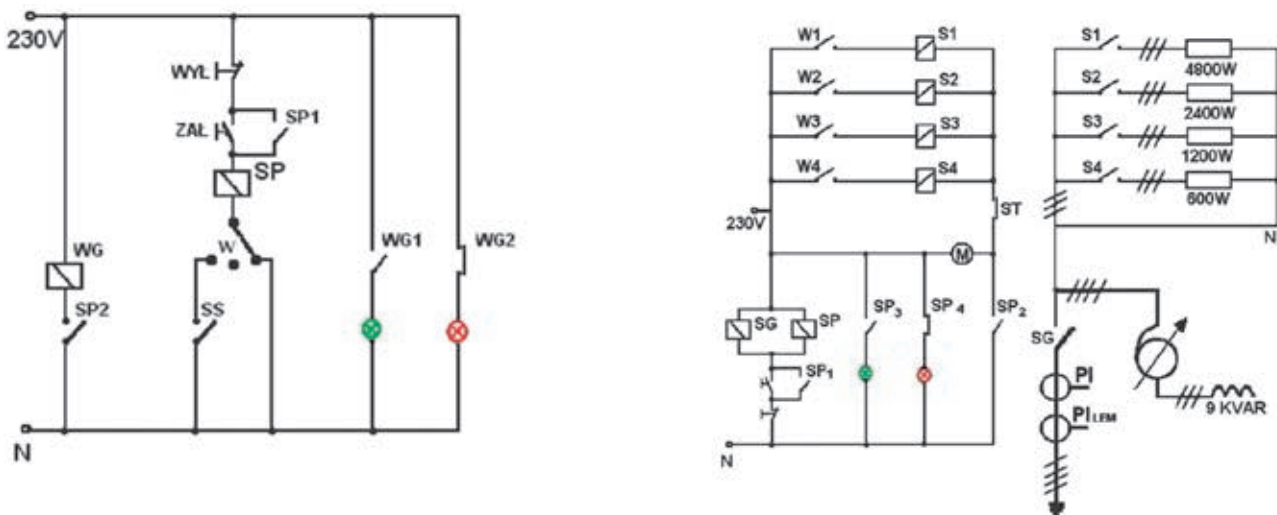 230V
WYŁ
ZAŁ
SP1
SP
WG
W
WG1
WG2
SP2
SS
N
W1
S1
W2
S2
W3
S3
W4
S4
ST
230V
M
SG
SP
SP3
SP4
SP2
SP1
N
S1
4800W
S2
2400W
S3
1200W
S4
600W
N
SG
PI
PI LEM
9 KVAR